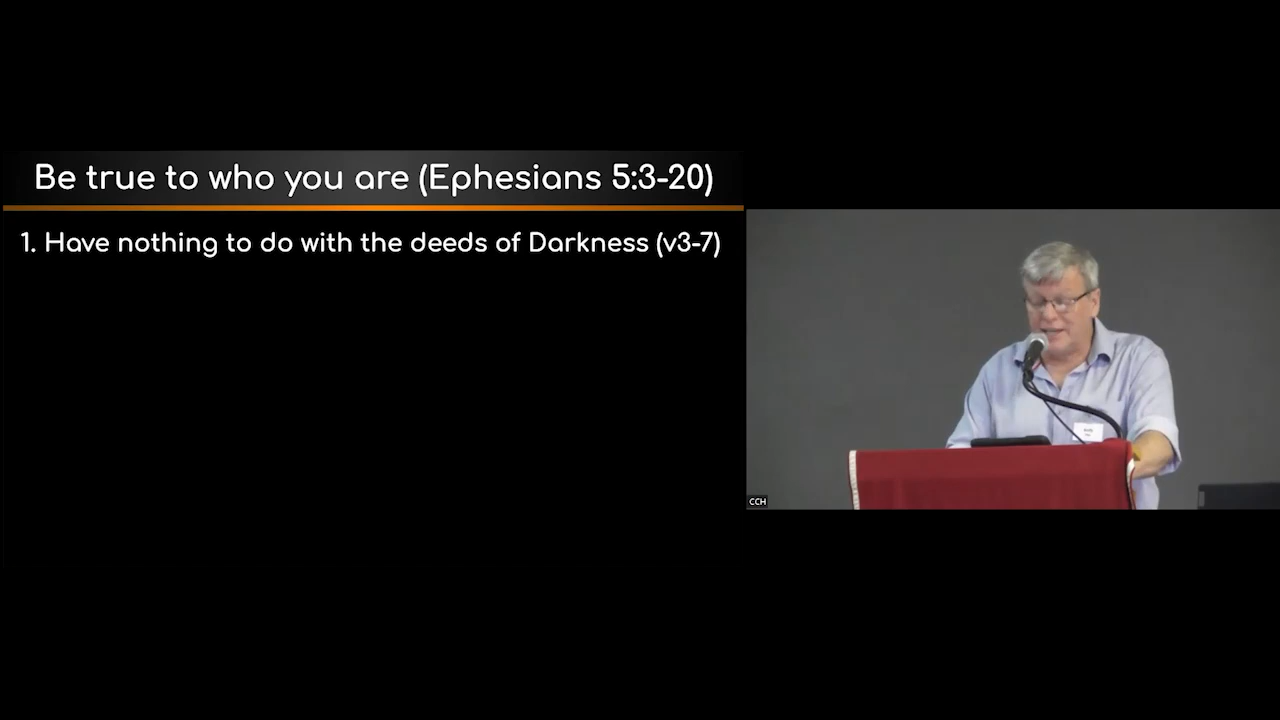 Be true to who you are (Ephesians 5:3-20)
1. Have nothing to do with the deeds of Darkness (v3-7)
CCH